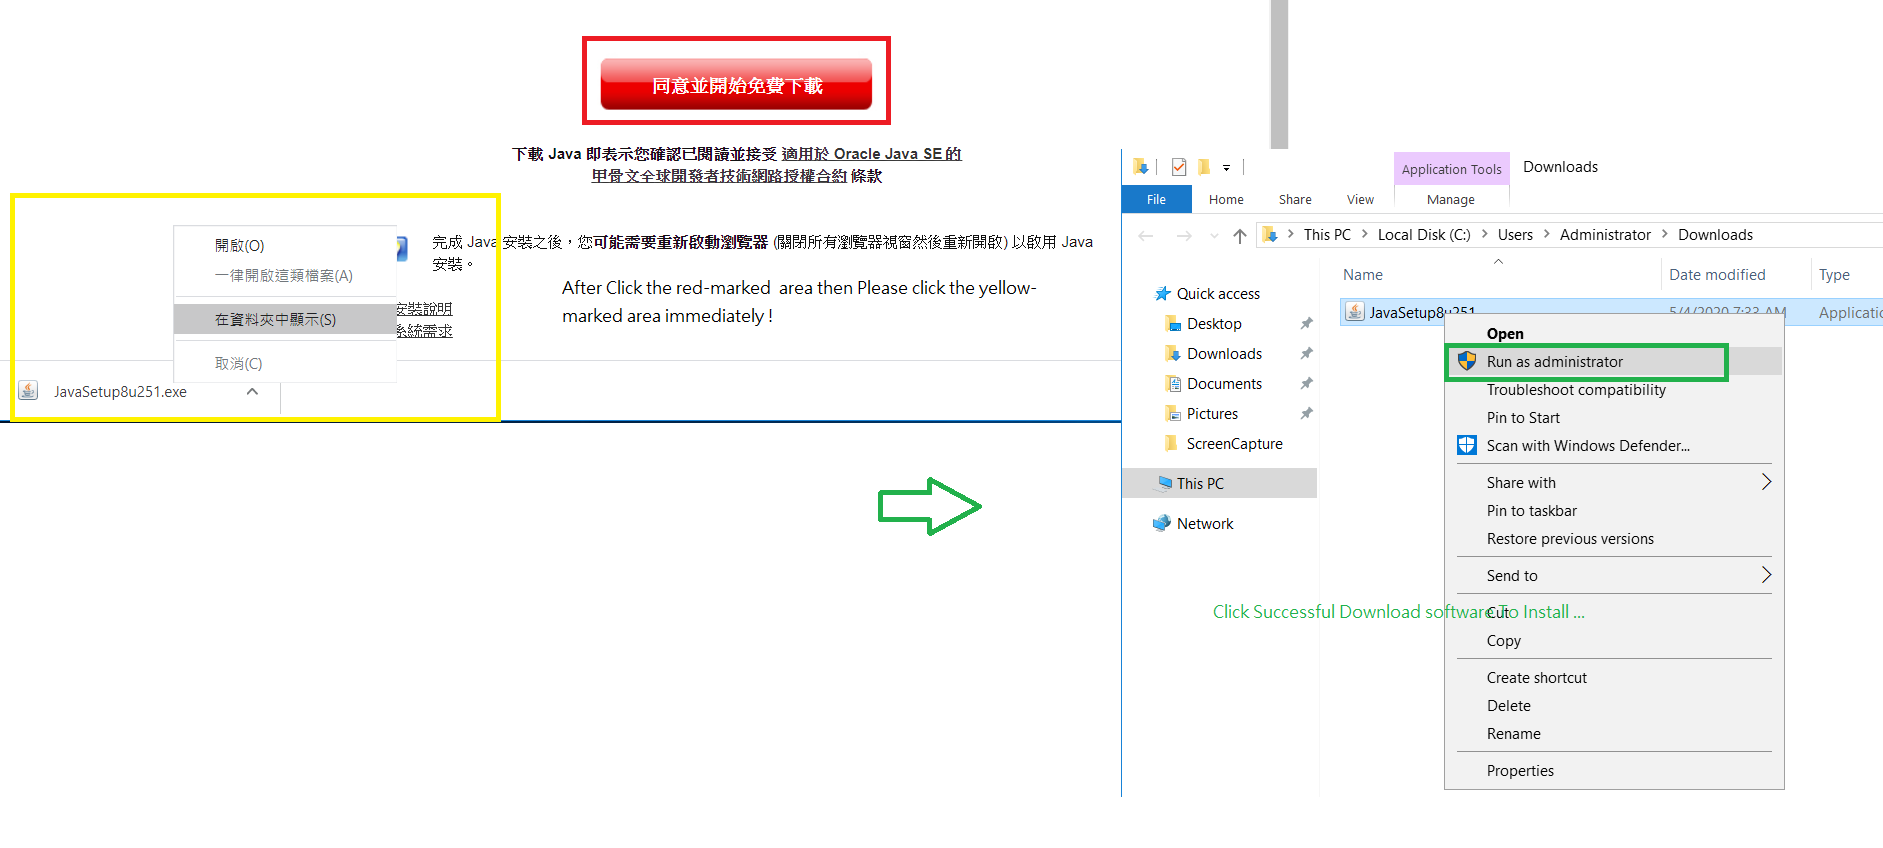 同意並開始免費下載
下載 Java 即表示您確認已閱讀並接受 適用於 Oracle Java SE 的
甲骨文全球開發者技術網路授權合約 條款
完成 Java 安裝之後，您可能需要重新啟動瀏覽器 (關閉所有瀏覽器視窗然後重新開啟) 以啟用 Java
安裝。
After Click the red-marked area then Please click the yellow-
marked area immediately !
開啟(O)
一律開啟這類檔案(A)
在資料夾中顯示(S)
取消(C)
安裝說明
系統需求
JavaSetup8u251.exe
Application Tools
Downloads
File
Home
Share
View
Manage
This PC > Local Disk (C:) > Users > Administrator > Downloads
Name
Date modified
Type
Quick access
Desktop
Downloads
Documents
Pictures
ScreenCapture
This PC
Network
JavaSetup8u251
5/4/2020 7:33 AM
Applicatio
Open
Run as administrator
Troubleshoot compatibility
Pin to Start
Scan with Windows Defender...
Share with
Pin to taskbar
Restore previous versions
Send to
Cut
Copy
Create shortcut
Delete
Rename
Properties
Click Successful Download software To Install ...